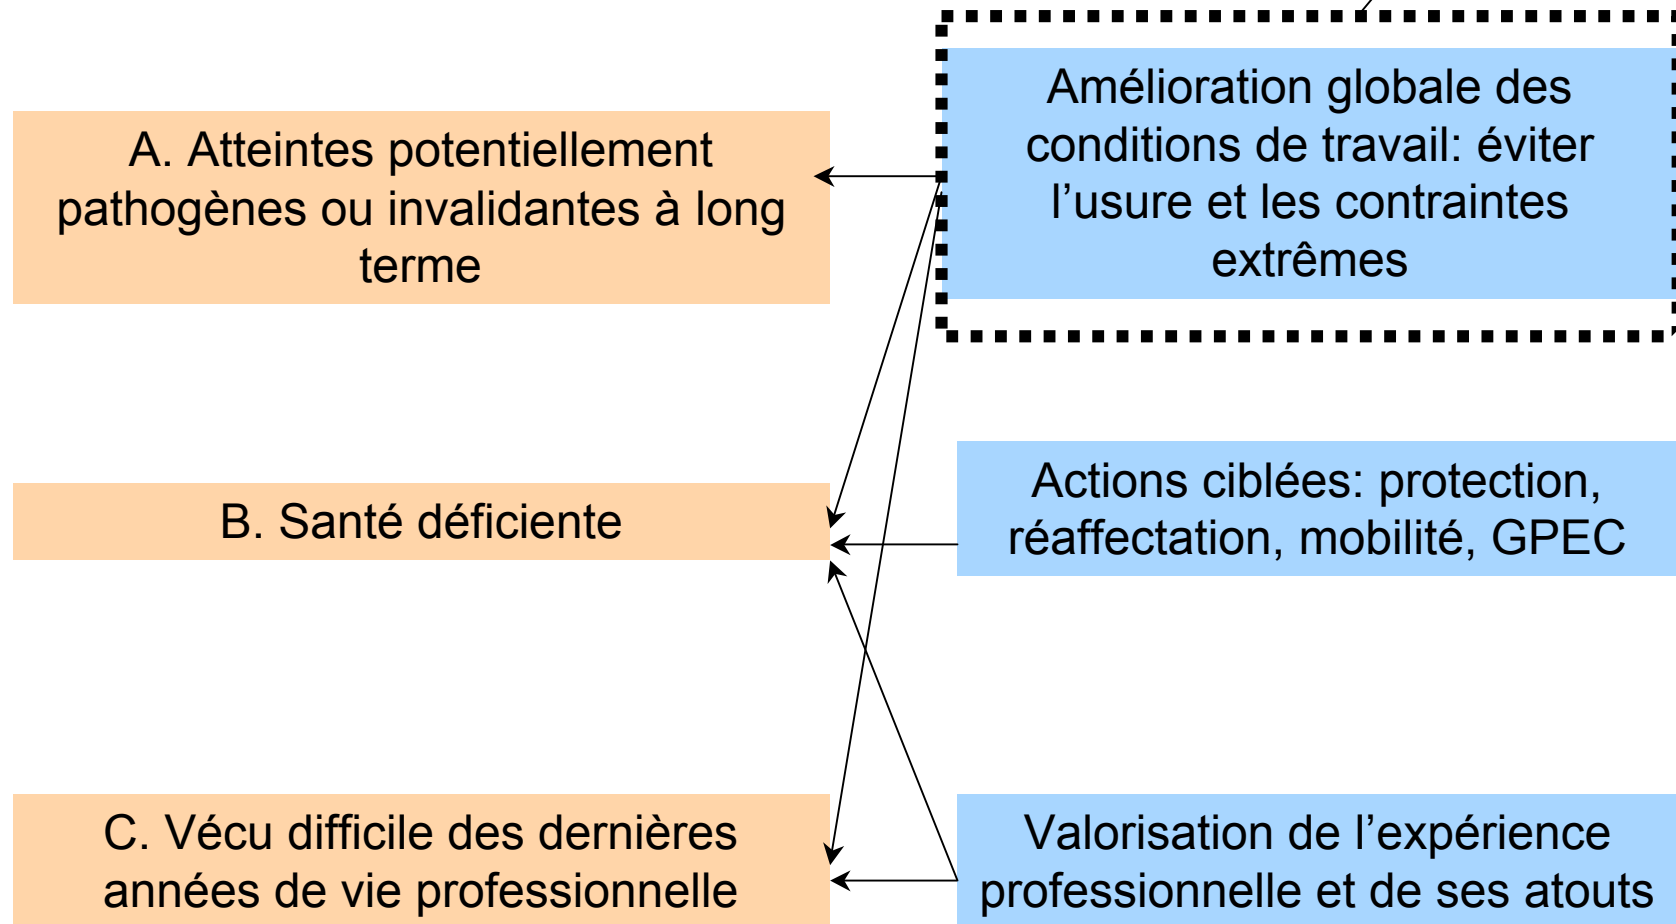 A. Atteintes potentiellement
pathogènes ou invalidantes à long
terme
Amélioration globale des
conditions de travail: éviter
l’usure et les contraintes
extrêmes
B. Santé déficiente
Actions ciblées: protection,
réaffectation, mobilité, GPEC
C. Vécu difficile des dernières
années de vie professionnelle
Valorisation de l’expérience
professionnelle et de ses atouts